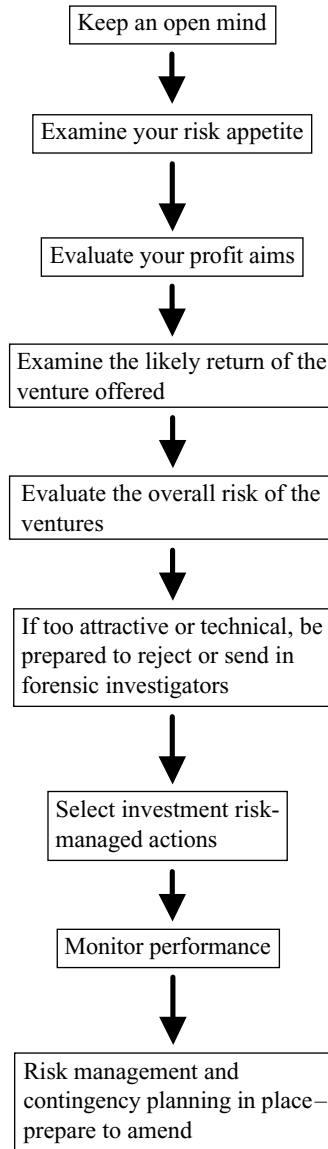 Keep an open mind
Examine your risk appetite
Evaluate your profit aims
Examine the likely return of the
venture offered
Evaluate the overall risk of the
ventures
If too attractive or technical, be
prepared to reject or send in
forensic investigators
Select investment risk-
managed actions
Monitor performance
Risk management and
contingency planning in place–
prepare to amend